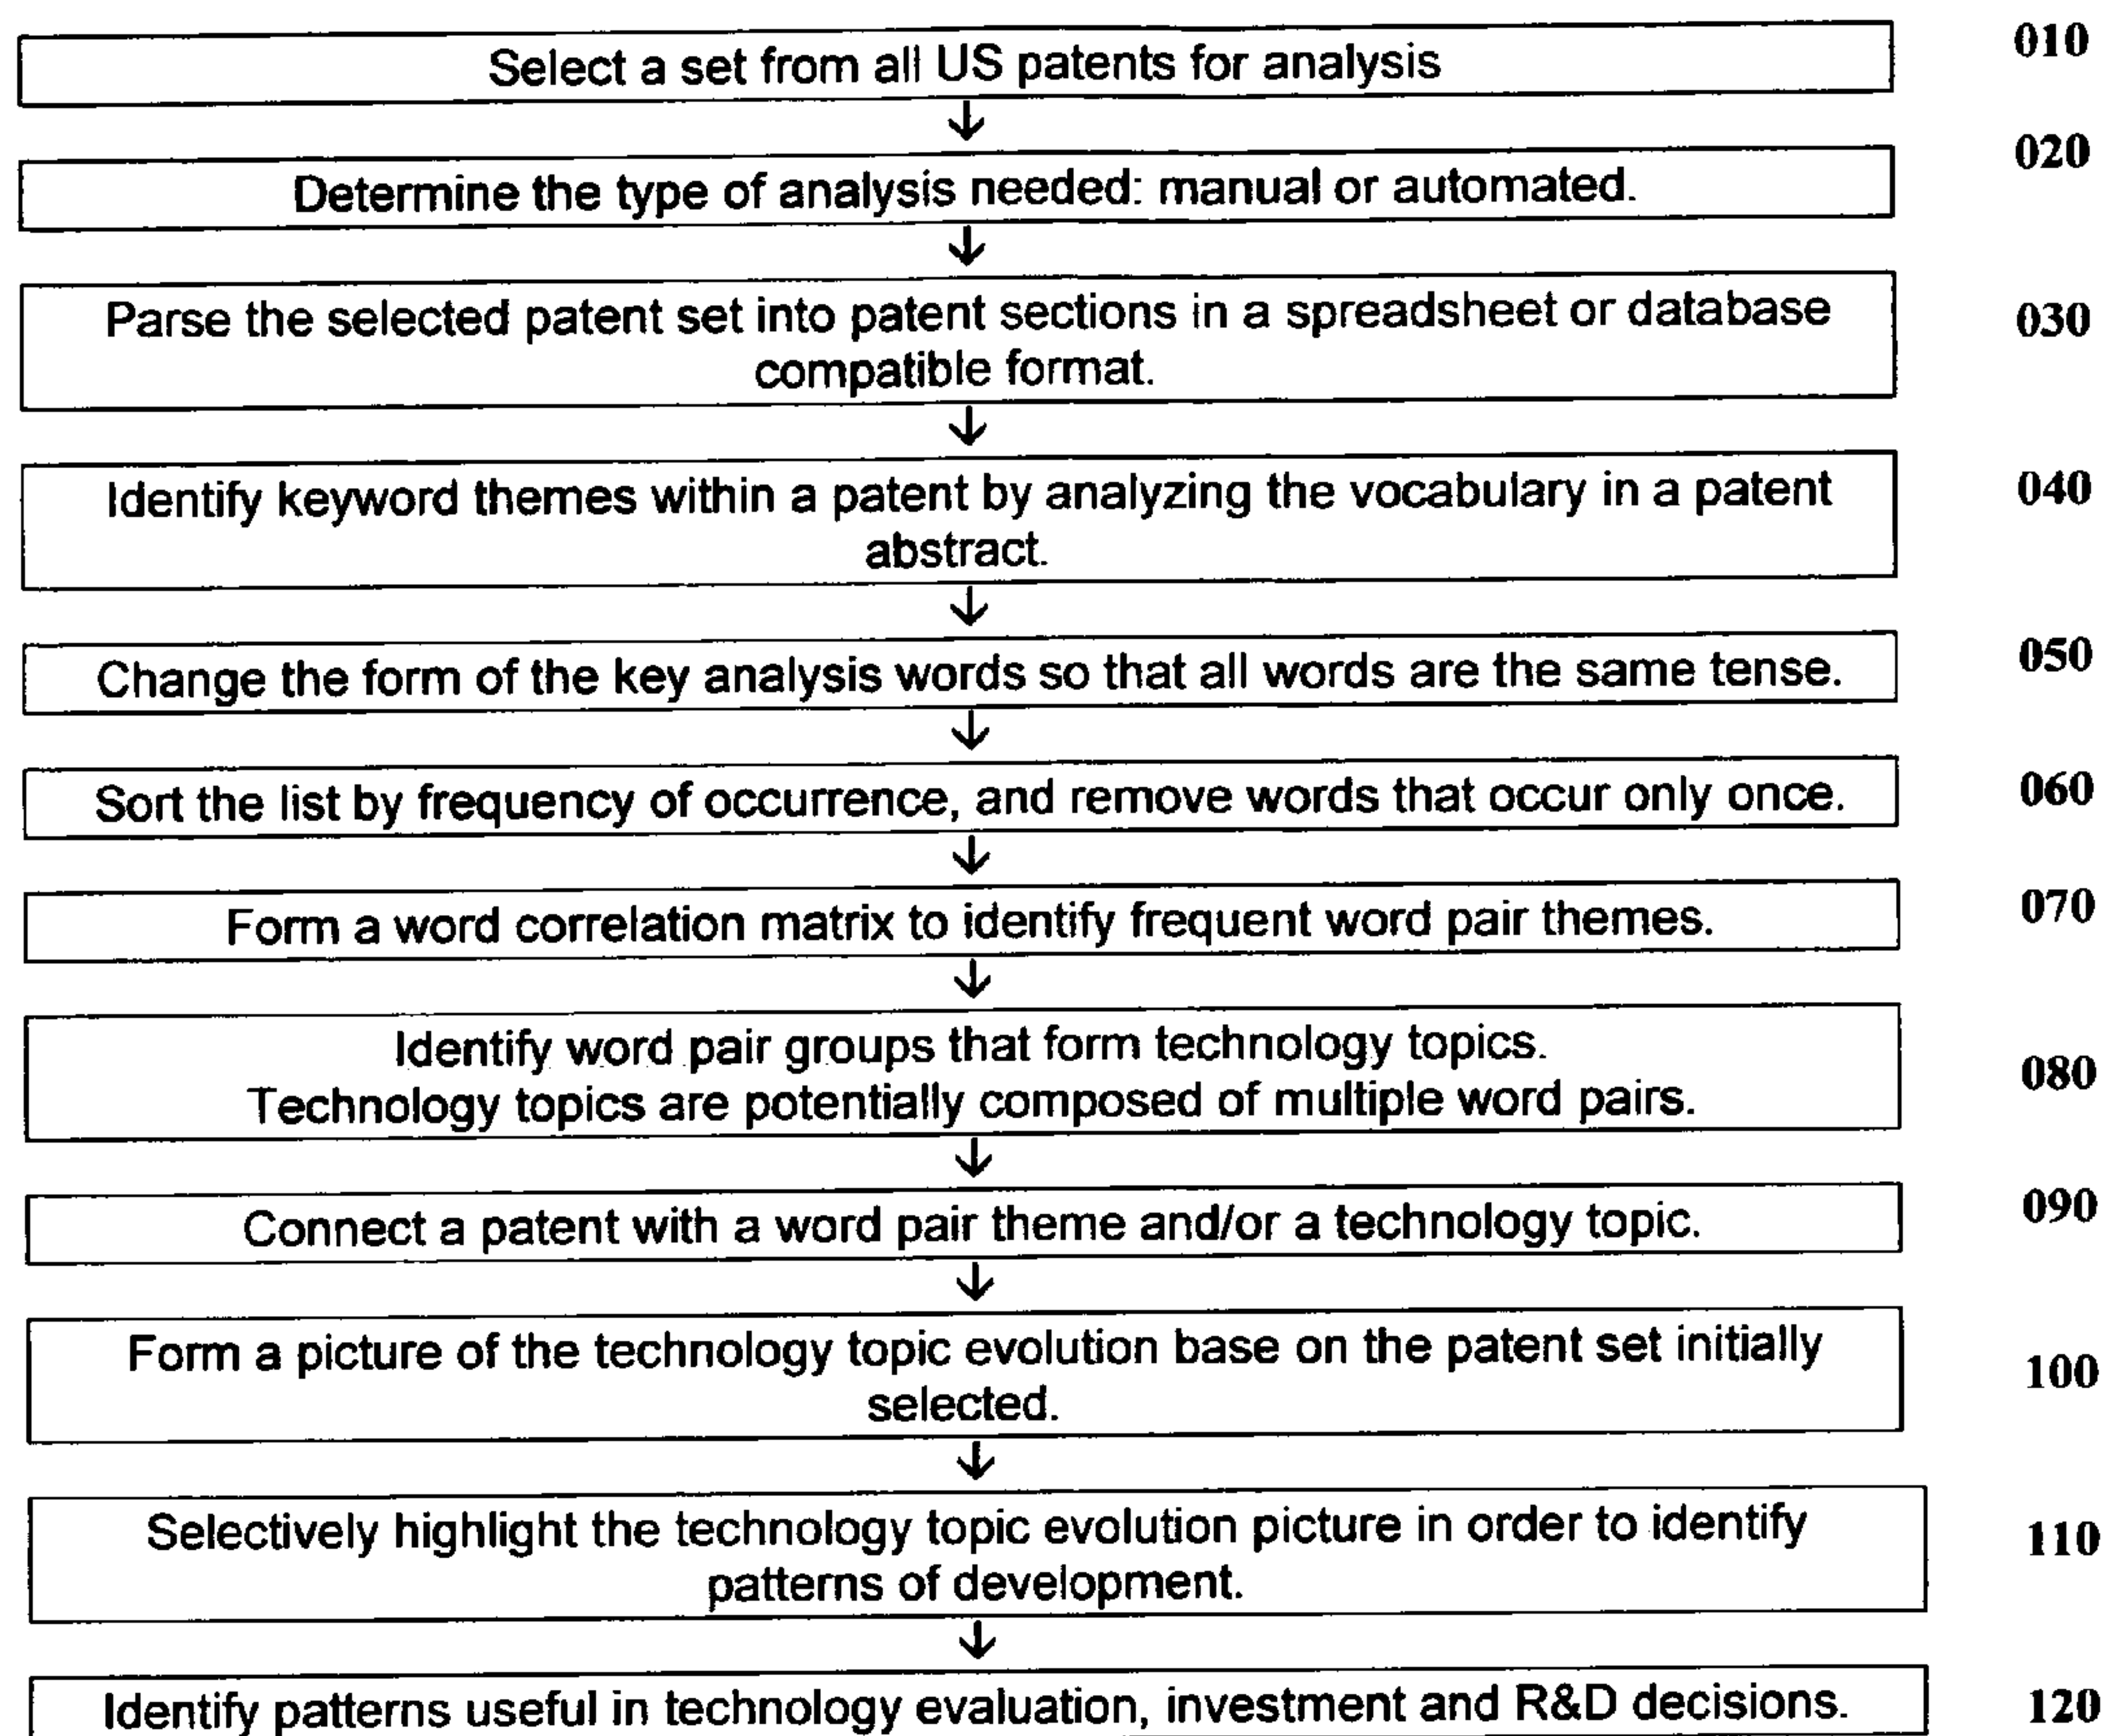 Select a set from all US patents for analysis
010
Determine the type of analysis needed: manual or automated.
020
Parse the selected patent set into patent sections in a spreadsheet or database
compatible format.
030
Identify keyword themes within a patent by analyzing the vocabulary in a patent
abstract.
040
Change the form of the key analysis words so that all words are the same tense.
050
Sort the list by frequency of occurrence, and remove words that occur only once.
060
Form a word correlation matrix to identify frequent word pair themes.
070
Identify word pair groups that form technology topics.
Technology topics are potentially composed of multiple word pairs.
080
Connect a patent with a word pair theme and/or a technology topic.
090
Form a picture of the technology topic evolution base on the patent set initially
selected.
100
Selectively highlight the technology topic evolution picture in order to identify
patterns of development.
110
Identify patterns useful in technology evaluation, investment and R&D decisions.
120